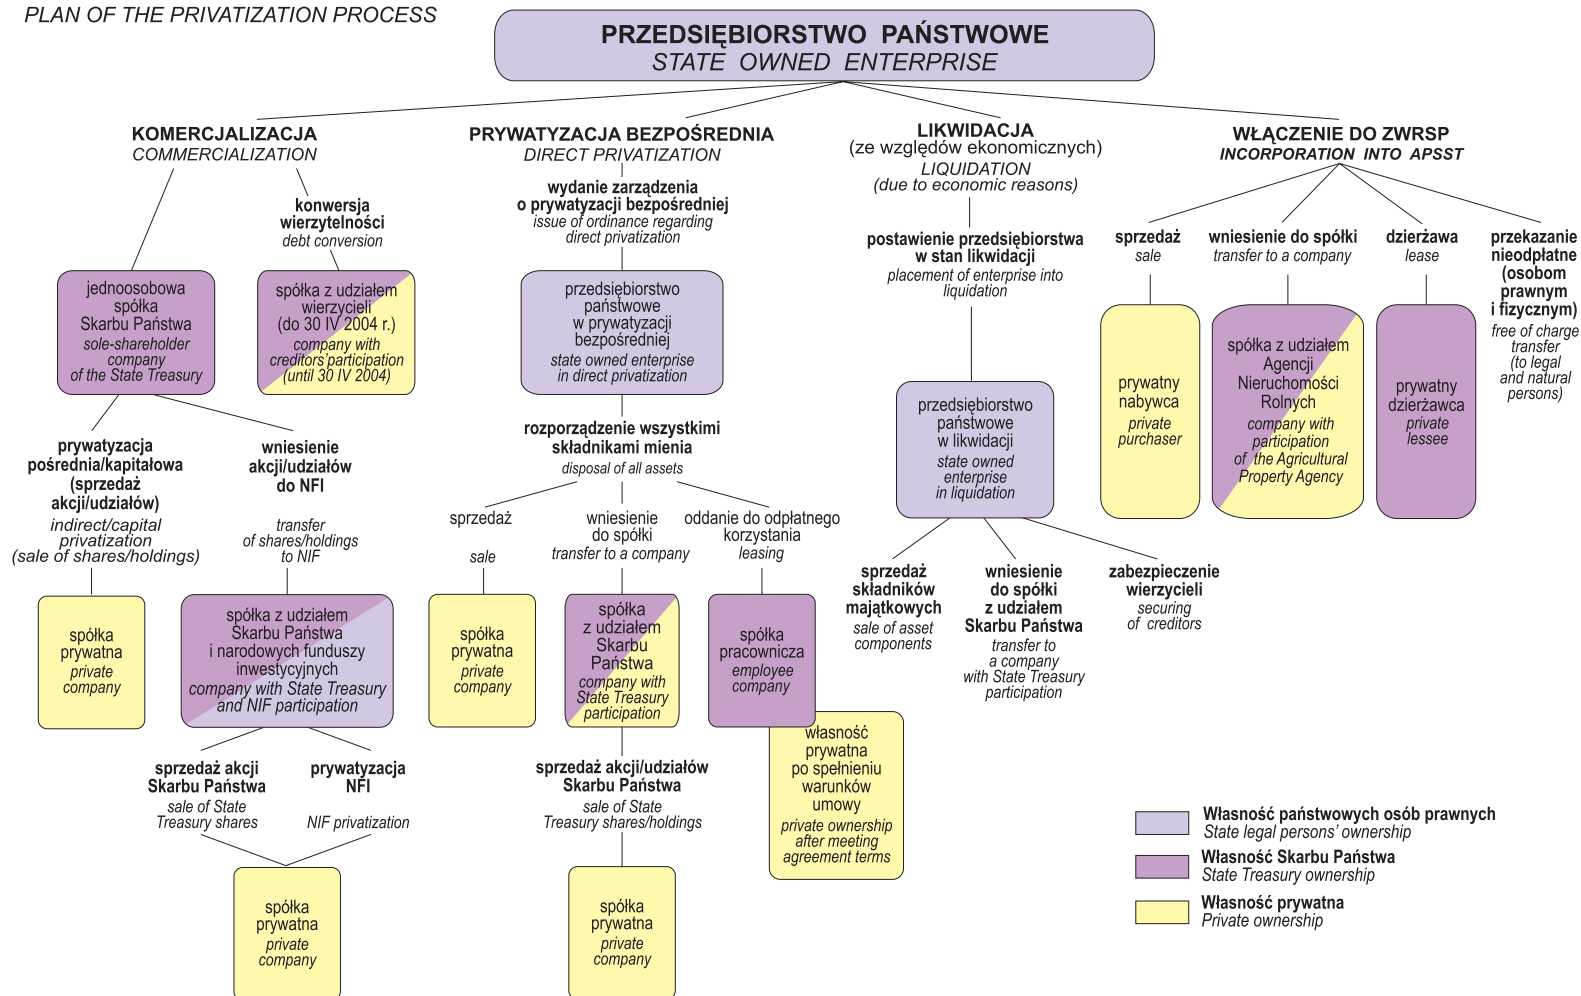 PLAN OF THE PRIVATIZATION PROCESS
PRZEDSIĘBIORSTWO PAŃSTWOWE
STATE OWNED ENTERPRISE
KOMERCJALIZACJA
COMMERCIALIZATION
konwersja
wierzytelności
debt conversion
jednoosobowa
spółka
Skarbu Państwa
sole-shareholder
company
of the State Treasury
spółka z udziałem
wierzycieli
(do 30 IV 2004 r.)
company with
creditors'participation
(until 30 IV 2004)
prywatyzacja
pośrednia/kapitałowa
(sprzedaż
akcji/udziałów)
indirect/capital
privatization
(sale of shares/holdings)
wniesienie
akcji/udziałów
do NFI
transfer
of shares/holdings
to NIF
spółka
prywatna
private
company
spółka z udziałem
Skarbu Państwa
i narodowych funduszy
inwestycyjnych
company with State Treasury
and NIF participation
sprzedaż akcji
Skarbu Państwa
sale of State
Treasury shares
prywatyzacja
NFI
NIF privatization
spółka
prywatna
private
company
PRYWATYZACJA BEZPOŚREDNIA
DIRECT PRIVATIZATION
wydanie zarządzenia
o prywatyzacji bezpośredniej
issue of ordinance regarding
direct privatization
przedsiębiorstwo
państwowe
w prywatyzacji
bezpośredniej
state owned enterprise
in direct privatization
rozporządzenie wszystkimi
składnikami mienia
disposal of all assets
sprzedaż
sale
wniesienie
do spółki
transfer to a company
oddanie do odpłatnego
korzystania
leasing
spółka
prywatna
private
company
spółka
z udziałem
Skarbu
Państwa
company with
State Treasury
participation
spółka
pracownicza
employee
company
własność
prywatna
po spełnieniu
warunków
umowy
private ownership
after meeting
agreement terms
sprzedaż akcji/udziałów
Skarbu Państwa
sale of State
Treasury shares/holdings
spółka
prywatna
private
company
LIKWIDACJA
(ze względów ekonomicznych)
LIQUIDATION
(due to economic reasons)
postawienie przedsiębiorstwa
w stan likwidacji
placement of enterprise into
liquidation
przedsiębiorstwo
państwowe
w likwidacji
state owned
enterprise
in liquidation
sprzedaż
składników
majątkowych
sale of asset
components
wniesienie
do spółki
z udziałem
Skarbu Państwa
transfer to
a company
with State Treasury
participation
zabezpieczenie
wierzycieli
securing
of creditors
WŁĄCZENIE DO ZWRSP
INCORPORATION INTO APSST
sprzedaż
sale
wniesienie do spółki
transfer to a company
dzierżawa
lease
przekazanie
nieodpłatne
(osobom
prawnym
i fizycznym)
free of charge
transfer
(to legal
and natural
persons)
prywatny
nabywca
private
purchaser
spółka z udziałem
Agencji
Nieruchomości
Rolnych
company with
participation
of the Agricultural
Property Agency
prywatny
dzierżawca
private
lessee
Własność państwowych osób prawnych
State legal persons' ownership
Własność Skarbu Państwa
State Treasury ownership
Własność prywatna
Private ownership